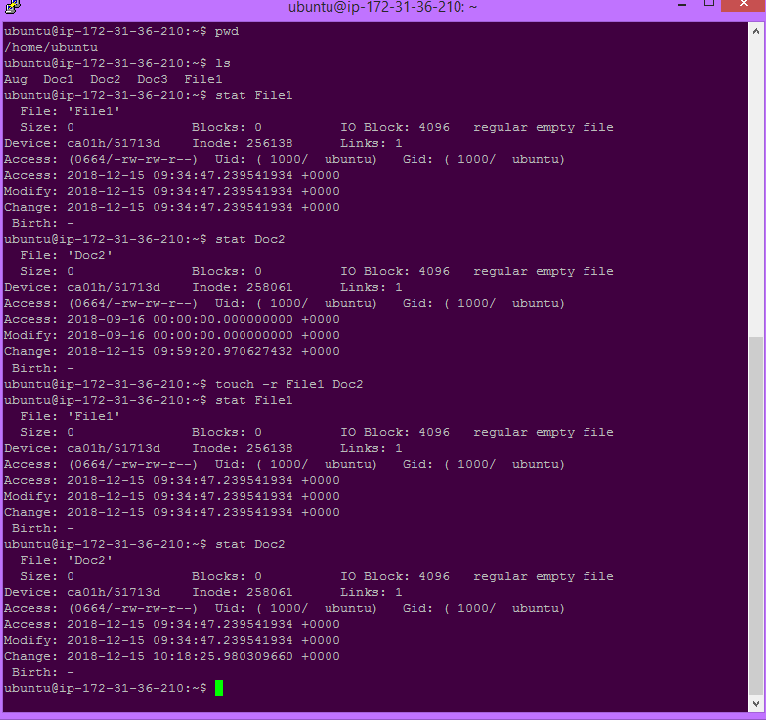 ubuntu@ip-172-31-36-210: ~
ubuntu@ip-172-31-36-210:~$ pwd
/home/ubuntu
ubuntu@ip-172-31-36-210:~$ ls
Aug  Doc1  Doc2  Doc3  File1
ubuntu@ip-172-31-36-210:~$ stat File1
  File: 'File1'
  Size: 0               Blocks: 0          IO Block: 4096   regular empty file
Device: ca01h/51713d    Inode: 256138      Links: 1
Access: (0664/-rw-rw-r--)  Uid: ( 1000/  ubuntu)   Gid: ( 1000/  ubuntu)
Access: 2018-12-15 09:34:47.239541934 +0000
Modify: 2018-12-15 09:34:47.239541934 +0000
Change: 2018-12-15 09:34:47.239541934 +0000
 Birth: -
ubuntu@ip-172-31-36-210:~$ stat Doc2
  File: 'Doc2'
  Size: 0               Blocks: 0          IO Block: 4096   regular empty file
Device: ca01h/51713d    Inode: 258061      Links: 1
Access: (0664/-rw-rw-r--)  Uid: ( 1000/  ubuntu)   Gid: ( 1000/  ubuntu)
Access: 2018-09-16 00:00:00.000000000 +0000
Modify: 2018-09-16 00:00:00.000000000 +0000
Change: 2018-12-15 09:59:20.970627432 +0000
 Birth: -
ubuntu@ip-172-31-36-210:~$ touch -r File1 Doc2
ubuntu@ip-172-31-36-210:~$ stat File1
  File: 'File1'
  Size: 0               Blocks: 0          IO Block: 4096   regular empty file
Device: ca01h/51713d    Inode: 256138      Links: 1
Access: (0664/-rw-rw-r--)  Uid: ( 1000/  ubuntu)   Gid: ( 1000/  ubuntu)
Access: 2018-12-15 09:34:47.239541934 +0000
Modify: 2018-12-15 09:34:47.239541934 +0000
Change: 2018-12-15 09:34:47.239541934 +0000
 Birth: -
ubuntu@ip-172-31-36-210:~$ stat Doc2
  File: 'Doc2'
  Size: 0               Blocks: 0          IO Block: 4096   regular empty file
Device: ca01h/51713d    Inode: 258061      Links: 1
Access: (0664/-rw-rw-r--)  Uid: ( 1000/  ubuntu)   Gid: ( 1000/  ubuntu)
Access: 2018-12-15 09:34:47.239541934 +0000
Modify: 2018-12-15 09:34:47.239541934 +0000
Change: 2018-12-15 10:18:25.980309660 +0000
 Birth: -
ubuntu@ip-172-31-36-210:~$